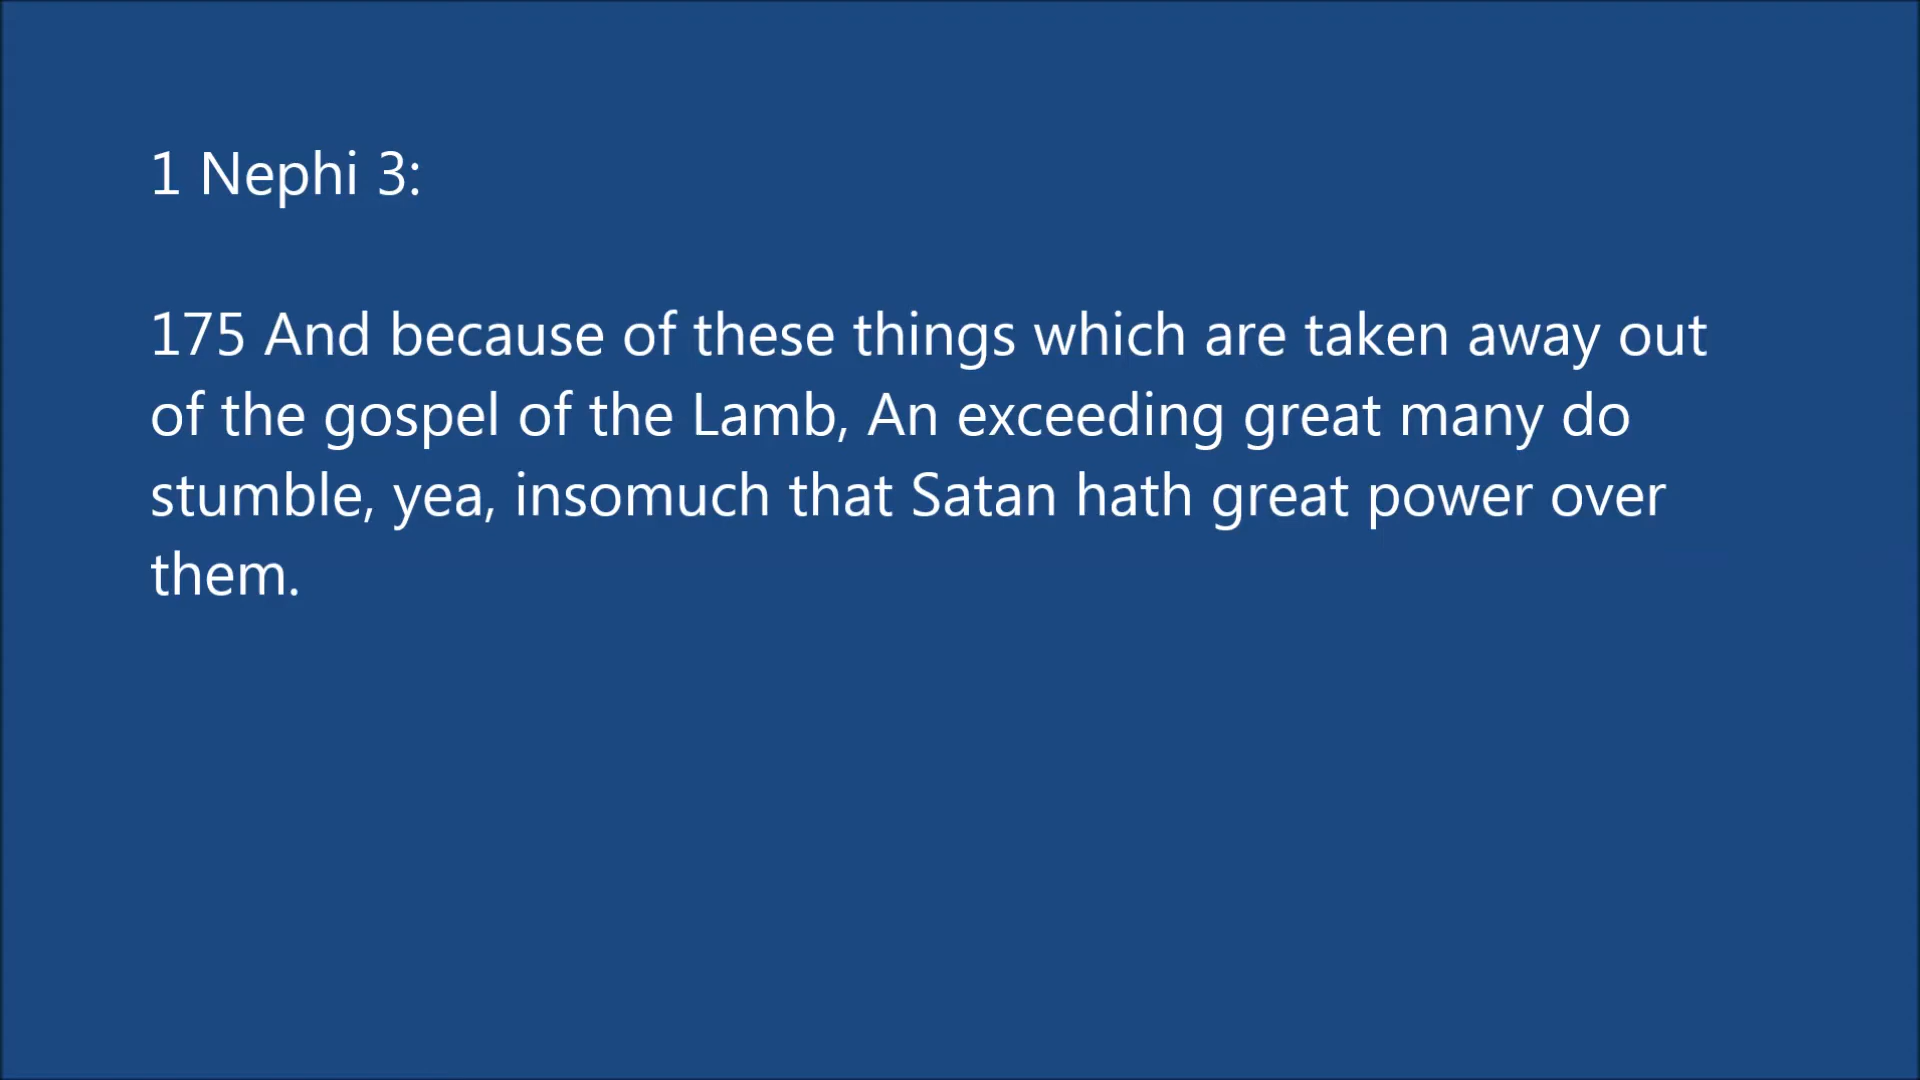 1 Nephi 3:
175 And because of these things which are taken away out
of the gospel of the Lamb, An exceeding great many do
stumble, yea, insomuch that Satan hath great power over
them.